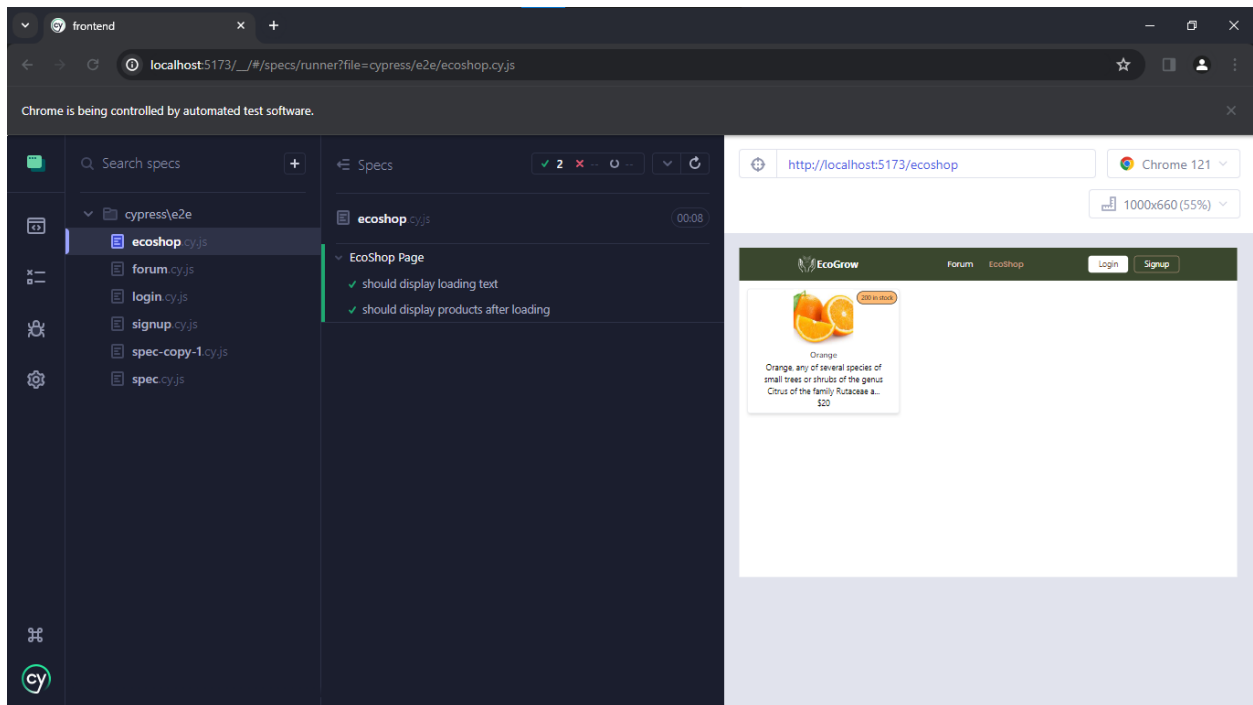 frontend
localhost:5173/__/#/specs/runner?file=cypress/e2e/ecoshop.cy.js
Chrome is being controlled by automated test software.
Search specs
cypress\e2e
ecoshop.cy.js
forum.cy.js
login.cy.js
signup.cy.js
spec-copy-1.cy.js
spec.cy.js
cy
Specs
2 -- --
ecoshop.cy.js 00:08
EcoShop Page
should display loading text
should display products after loading
http://localhost:5173/ecoshop
Chrome 121
1000x660 (55%)
EcoGrow Forum EcoShop Login Signup
200 in stock
Orange
Orange, any of several species of
small trees or shrubs of the genus
Citrus of the family Rutaceae a...
$20